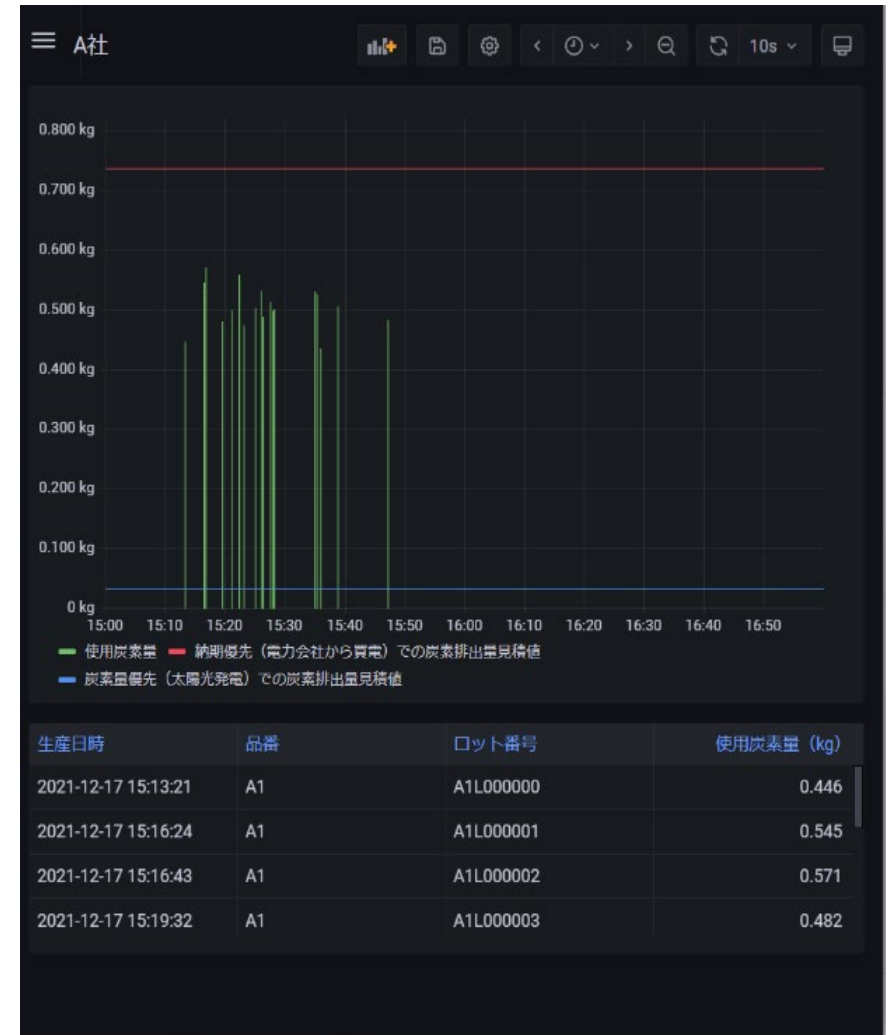 A社
10s
0.800 kg
0.700 kg
0.600 kg
0.500 kg
0.400 kg
0.300 kg
0.200 kg
0.100 kg
0 kg
15:00 15:10 15:20 15:30 15:40 15:50 16:00 16:10 16:20 16:30 16:40 16:50
使用炭素量 納期優先（電力会社から買電）での炭素排出量見積値
炭素量優先（太陽光発電）での炭素排出量見積値
生産日時 品番 ロット番号 使用炭素量（kg）
2021-12-17 15:13:21 A1 A1L000000 0.446
2021-12-17 15:16:24 A1 A1L000001 0.545
2021-12-17 15:16:43 A1 A1L000002 0.571
2021-12-17 15:19:32 A1 A1L000003 0.482